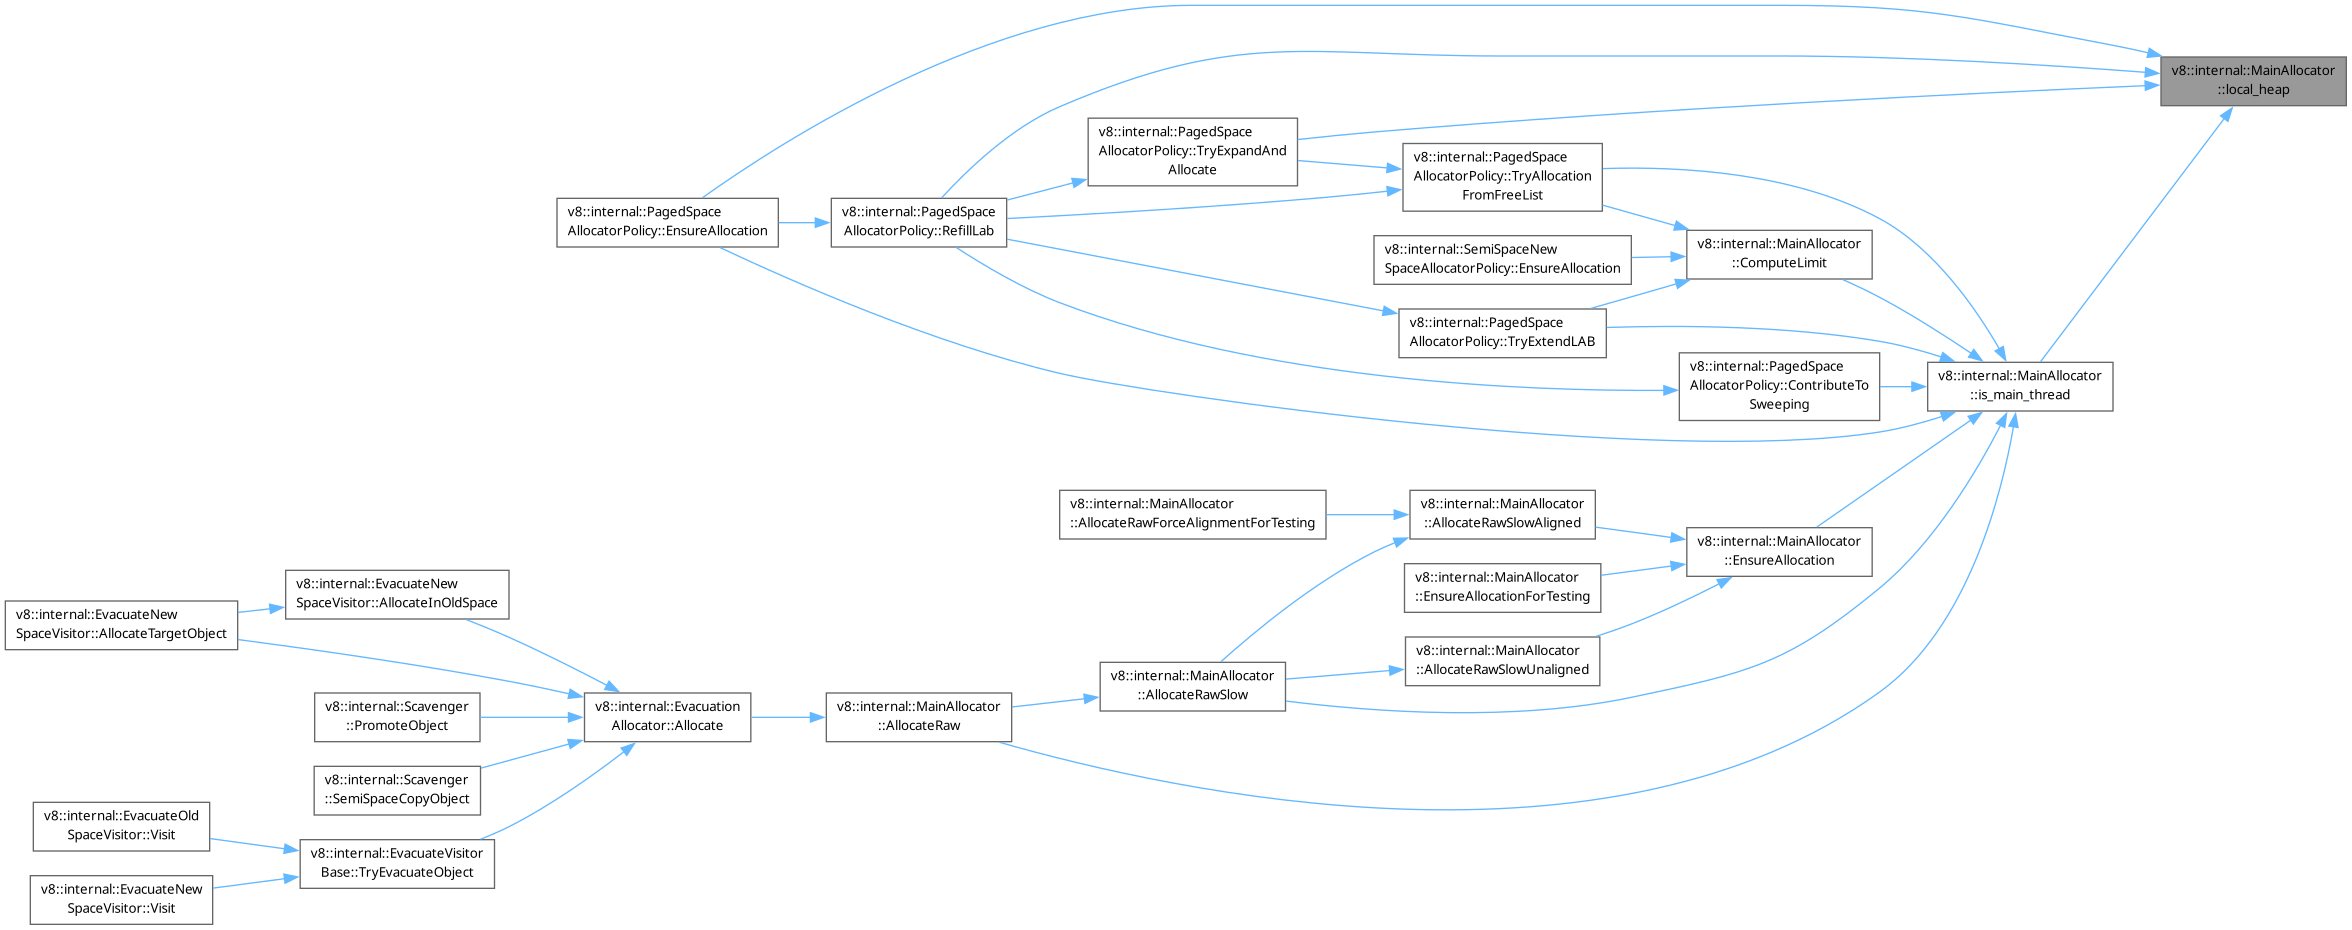 v8::internal::MainAllocator
::local_heap
v8::internal::PagedSpace
AllocatorPolicy::TryExpandAnd
Allocate
v8::internal::PagedSpace
AllocatorPolicy::TryAllocation
FromFreeList
v8::internal::PagedSpace
AllocatorPolicy::EnsureAllocation
v8::internal::PagedSpace
AllocatorPolicy::RefillLab
v8::internal::SemiSpaceNew
SpaceAllocatorPolicy::EnsureAllocation
v8::internal::MainAllocator
::ComputeLimit
v8::internal::PagedSpace
AllocatorPolicy::TryExtendLAB
v8::internal::PagedSpace
AllocatorPolicy::ContributeTo
Sweeping
v8::internal::MainAllocator
::is_main_thread
v8::internal::MainAllocator
::AllocateRawForceAlignmentForTesting
v8::internal::MainAllocator
::AllocateRawSlowAligned
v8::internal::MainAllocator
::EnsureAllocation
v8::internal::MainAllocator
::EnsureAllocationForTesting
v8::internal::EvacuateNew
SpaceVisitor::AllocateInOldSpace
v8::internal::EvacuateNew
SpaceVisitor::AllocateTargetObject
v8::internal::MainAllocator
::AllocateRawSlowUnaligned
v8::internal::MainAllocator
::AllocateRawSlow
v8::internal::Scavenger
::PromoteObject
v8::internal::Evacuation
Allocator::Allocate
v8::internal::MainAllocator
::AllocateRaw
v8::internal::Scavenger
::SemiSpaceCopyObject
v8::internal::EvacuateOld
SpaceVisitor::Visit
v8::internal::EvacuateVisitor
Base::TryEvacuateObject
v8::internal::EvacuateNew
SpaceVisitor::Visit